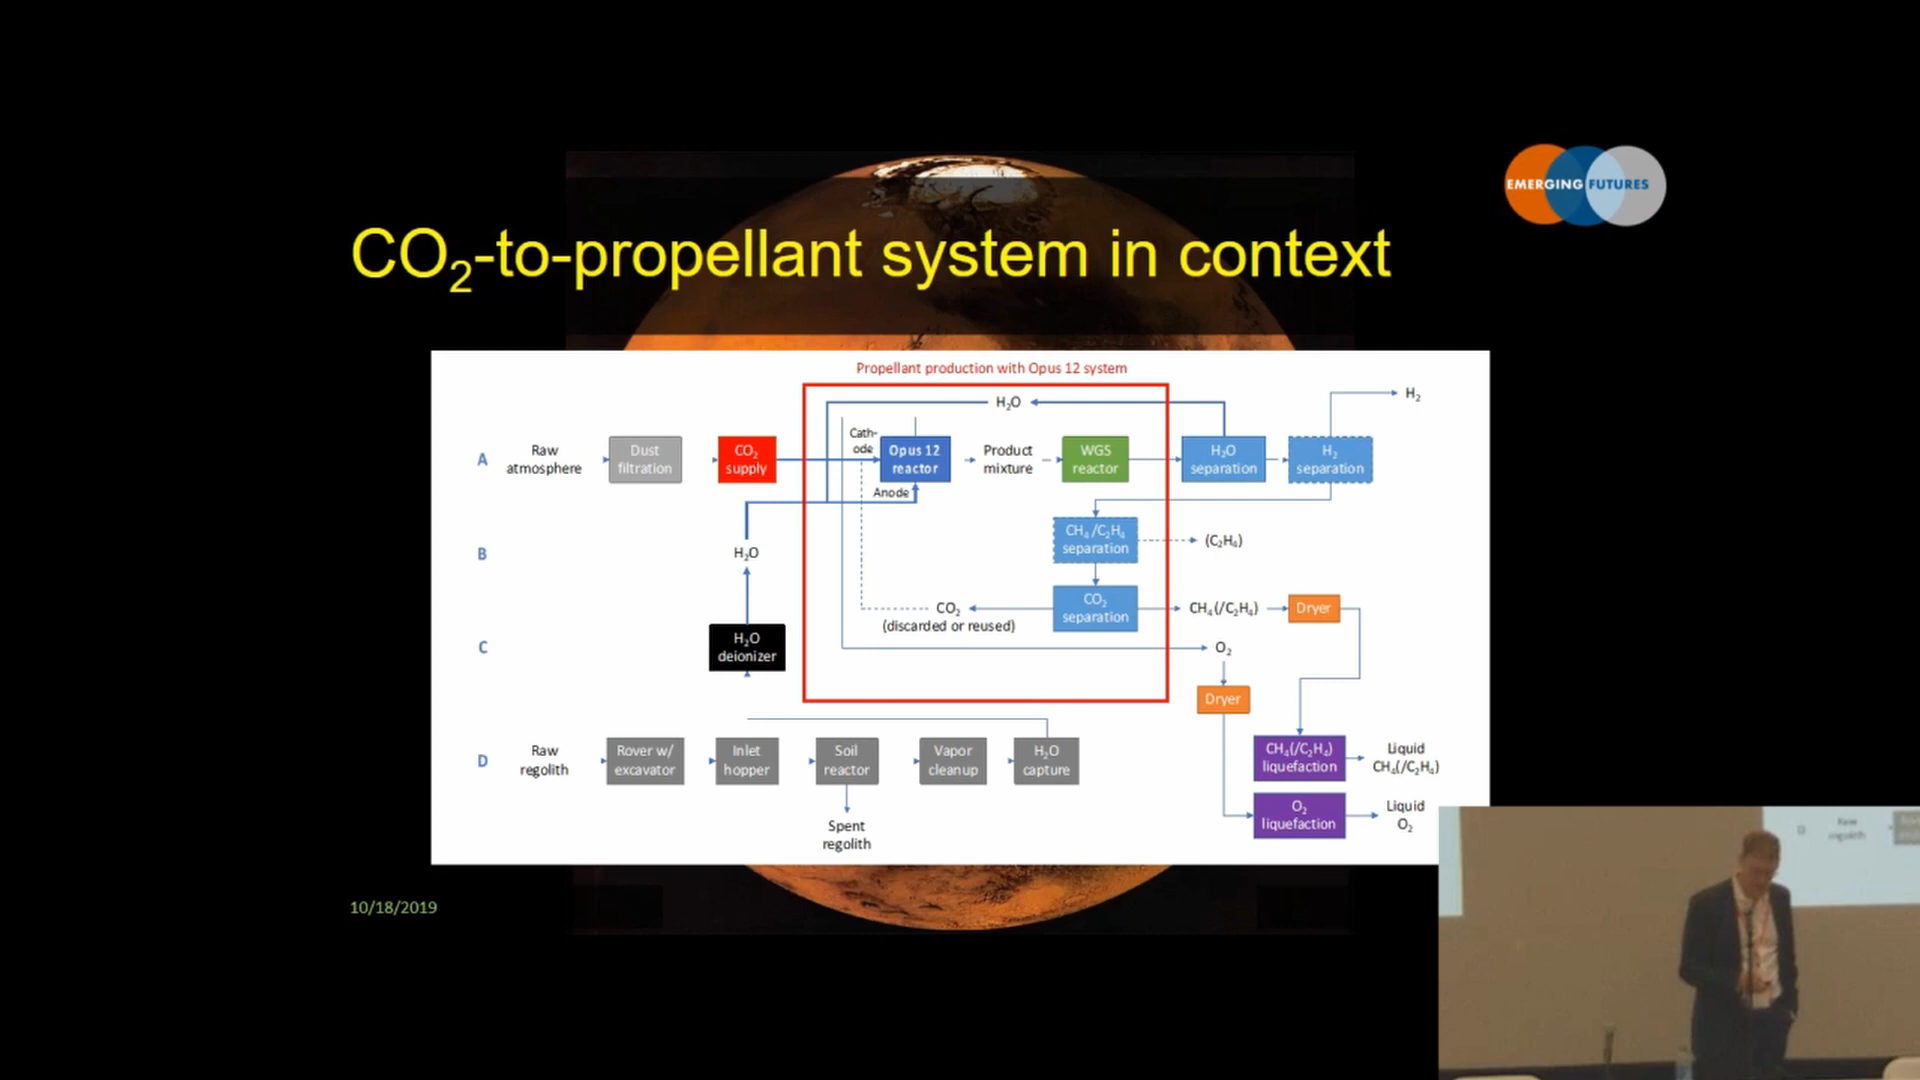 EMERGING FUTURES
CO₂-to-propellant system in context
Propellant production with Opus 12 system
H₂O
H₂
A
Raw
atmosphere
Dust
filtration
CO₂
supply
Cath-
ode
Opus 12
reactor
Anode
Product
mixture
WGS
reactor
H₂O
separation
H₂
separation
B
H₂O
CH₄/C₂H₄
separation
(C₂H₄)
CO₂
(discarded or reused)
CO₂
separation
CH₄(/C₂H₄)
Dryer
C
H₂O
deionizer
O₂
Dryer
D
Raw
regolith
Rover w/
excavator
Inlet
hopper
Soil
reactor
Vapor
cleanup
H₂O
capture
Spent
regolith
CH₄(/C₂H₄)
liquefaction
Liquid
CH₄(/C₂H₄)
O₂
liquefaction
Liquid
O₂
10/18/2019
D
Raw
regolith